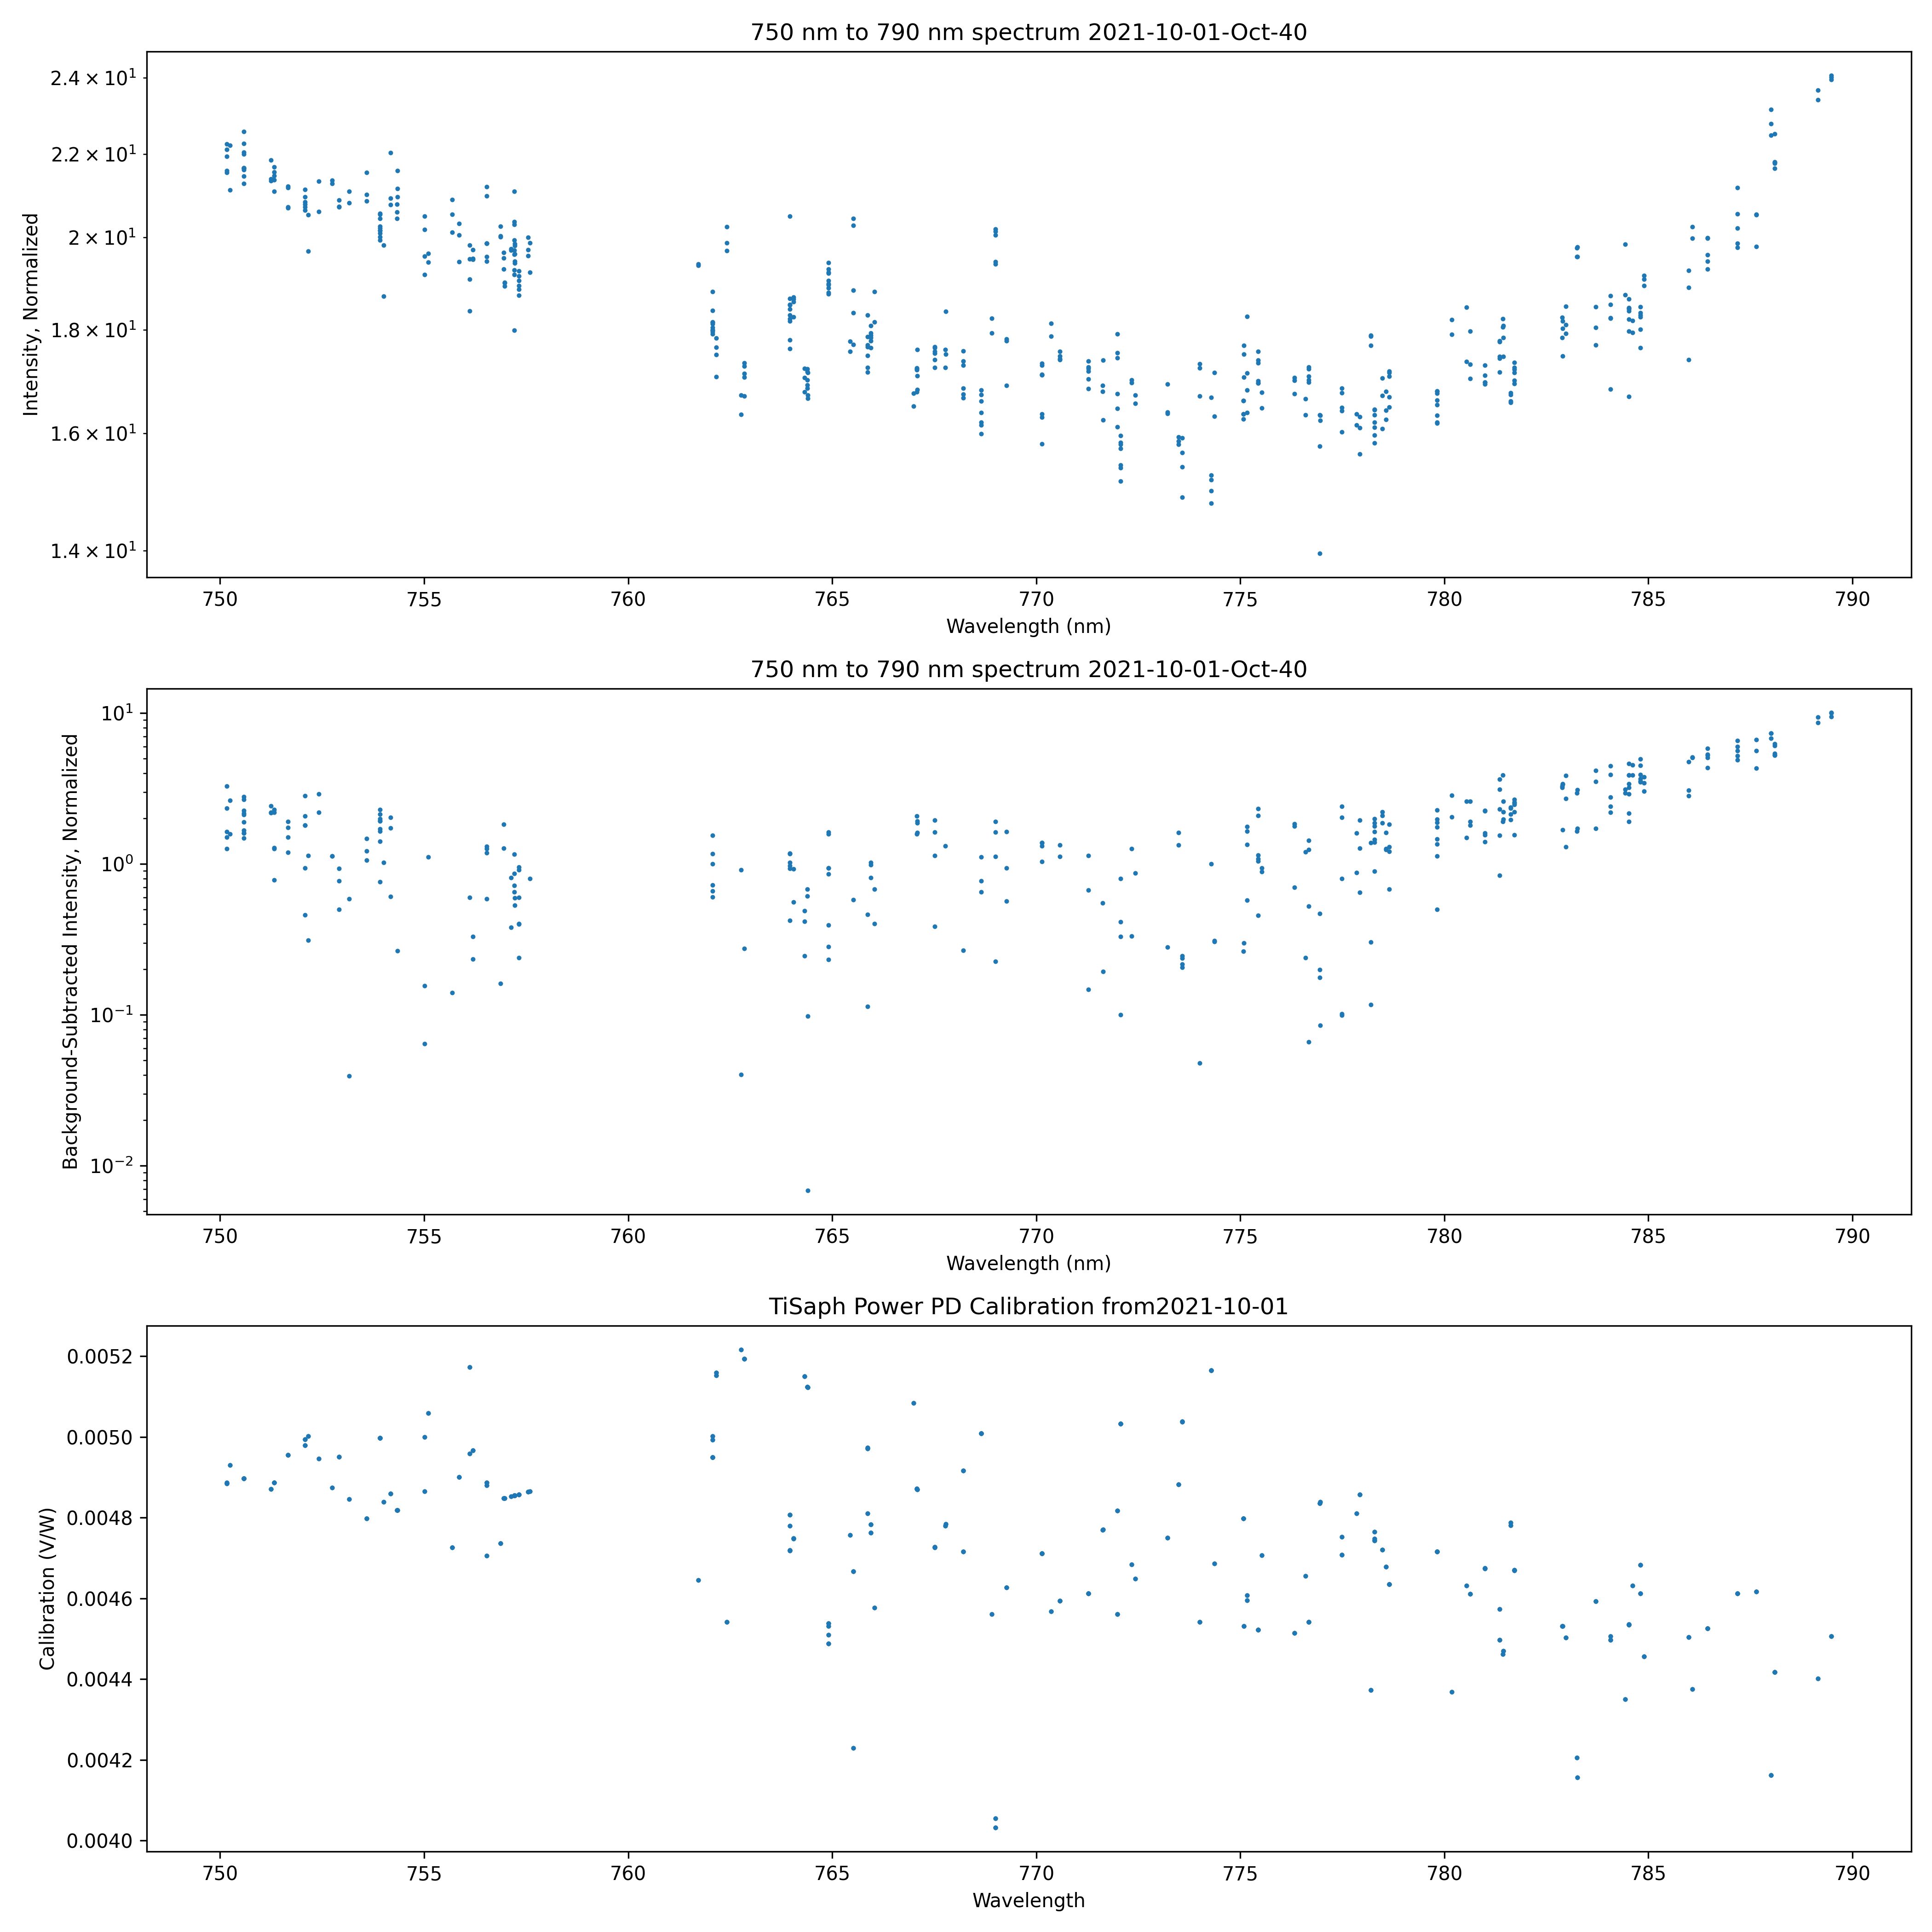 750 nm to 790 nm spectrum 2021-10-01-Oct-40
Intensity, Normalized
2.4 × 10¹
2.2 × 10¹
2 × 10¹
1.8 × 10¹
1.6 × 10¹
1.4 × 10¹
750 755 760 765 770 775 780 785 790
Wavelength (nm)
750 nm to 790 nm spectrum 2021-10-01-Oct-40
Background-Subtracted Intensity, Normalized
10¹
10⁰
10⁻¹
10⁻²
750 755 760 765 770 775 780 785 790
Wavelength (nm)
TiSaph Power PD Calibration from2021-10-01
Calibration (V/W)
0.0052
0.0050
0.0048
0.0046
0.0044
0.0042
0.0040
750 755 760 765 770 775 780 785 790
Wavelength